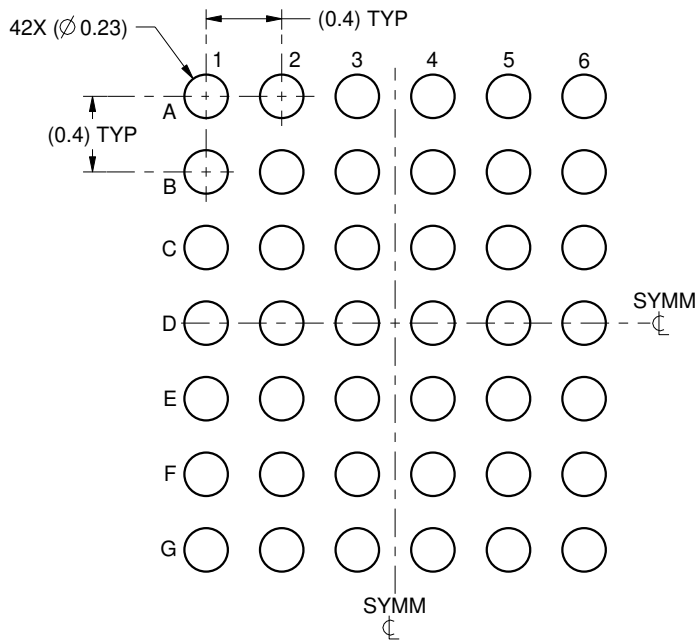 (0.4) TYP
42X (∅ 0.23)
1 2 3 4 5 6
A
(0.4) TYP
B
C
SYMM
℄
D
E
F
G
SYMM
℄